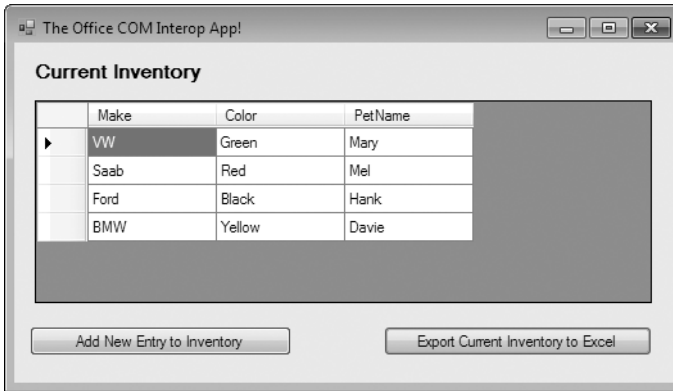 The Office COM Interop App!
Current Inventory
Make Color PetName
VW Green Mary
Saab Red Mel
Ford Black Hank
BMW Yellow Davie
Add New Entry to Inventory Export Current Inventory to Excel